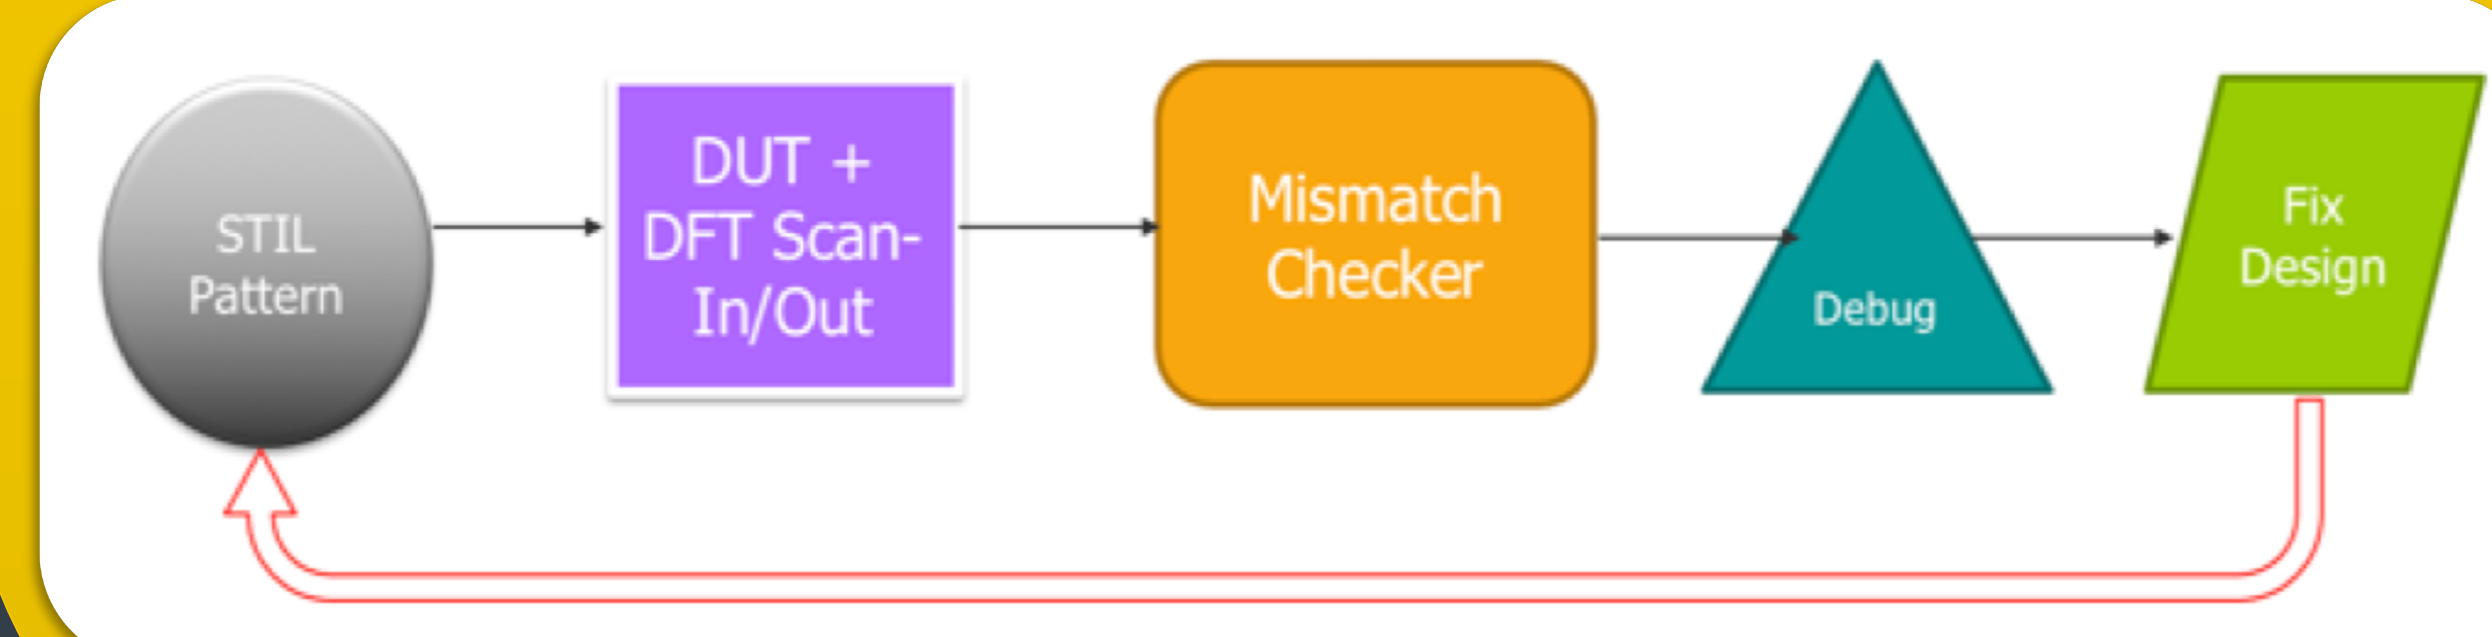 STIL
Pattern
DUT +
DFT Scan-
In/Out
Mismatch
Checker
Debug
Fix
Design